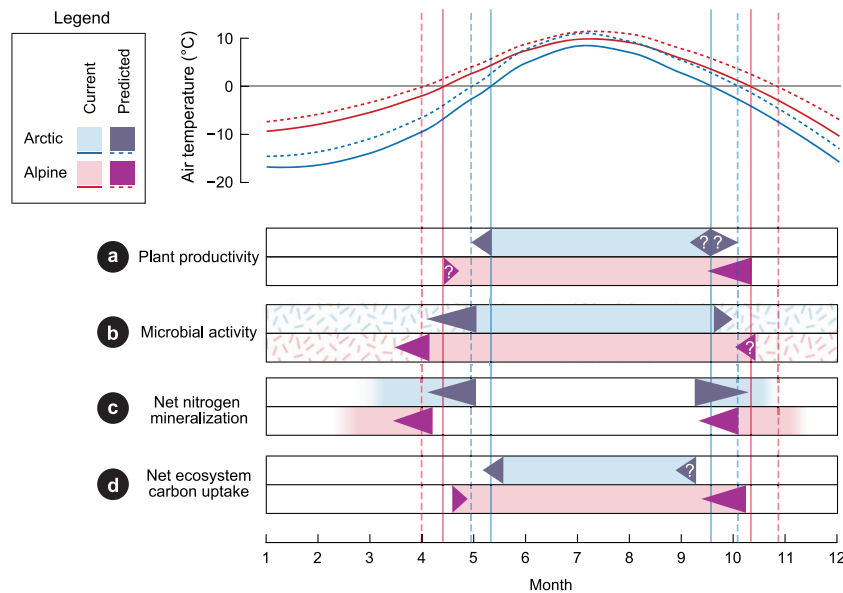 Legend
Current
Predicted
Arctic
Alpine
Air temperature (°C)
10
0
−10
−20
a
Plant productivity
? ?
?
b
Microbial activity
?
c
Net nitrogen
mineralization
d
Net ecosystem
carbon uptake
?
1 2 3 4 5 6 7 8 9 10 11 12
Month